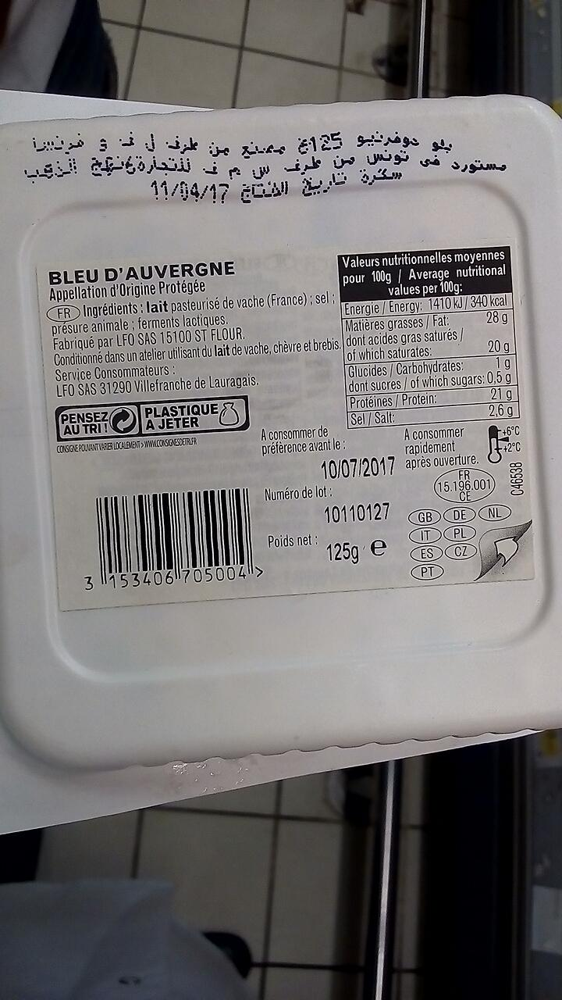 بلو دوفرنيو 125غ مصنع من طرف ل ف و فرنسا
مستورد في تونس من طرف س م ف للتجارة نهج الذهب
سكرة تاريخ الانتاج 11/04/17
BLEU D'AUVERGNE
Appellation d'Origine Protégée
FR Ingrédients : lait pasteurisé de vache (France) ; sel ;
présure animale ; ferments lactiques.
Fabriqué par LFO SAS 15100 ST FLOUR.
Conditionné dans un atelier utilisant du lait de vache, chèvre et brebis.
Service Consommateurs :
LFO SAS 31290 Villefranche de Lauragais.
PENSEZ
AU TRI !
PLASTIQUE
À JETER
CONSIGNE POUVANT VARIER LOCALEMENT > WWW.CONSIGNESDETRI.FR
Valeurs nutritionnelles moyennes
pour 100g / Average nutritional
values per 100g:
Energie / Energy: 1410 kJ / 340 kcal
Matières grasses / Fat: 28 g
dont acides gras saturés /
of which saturates: 20 g
Glucides / Carbohydrates: 1 g
dont sucres / of which sugars: 0,5 g
Protéines / Protein: 21 g
Sel / Salt: 2,6 g
A consommer de
préférence avant le :
10/07/2017
A consommer
rapidement
après ouverture.
+6°C
+2°C
Numéro de lot :
10110127
Poids net :
125g e
FR
15.196.001
CE
C46538
GB DE NL
IT PL
ES CZ
PT
3 153406 705004 >